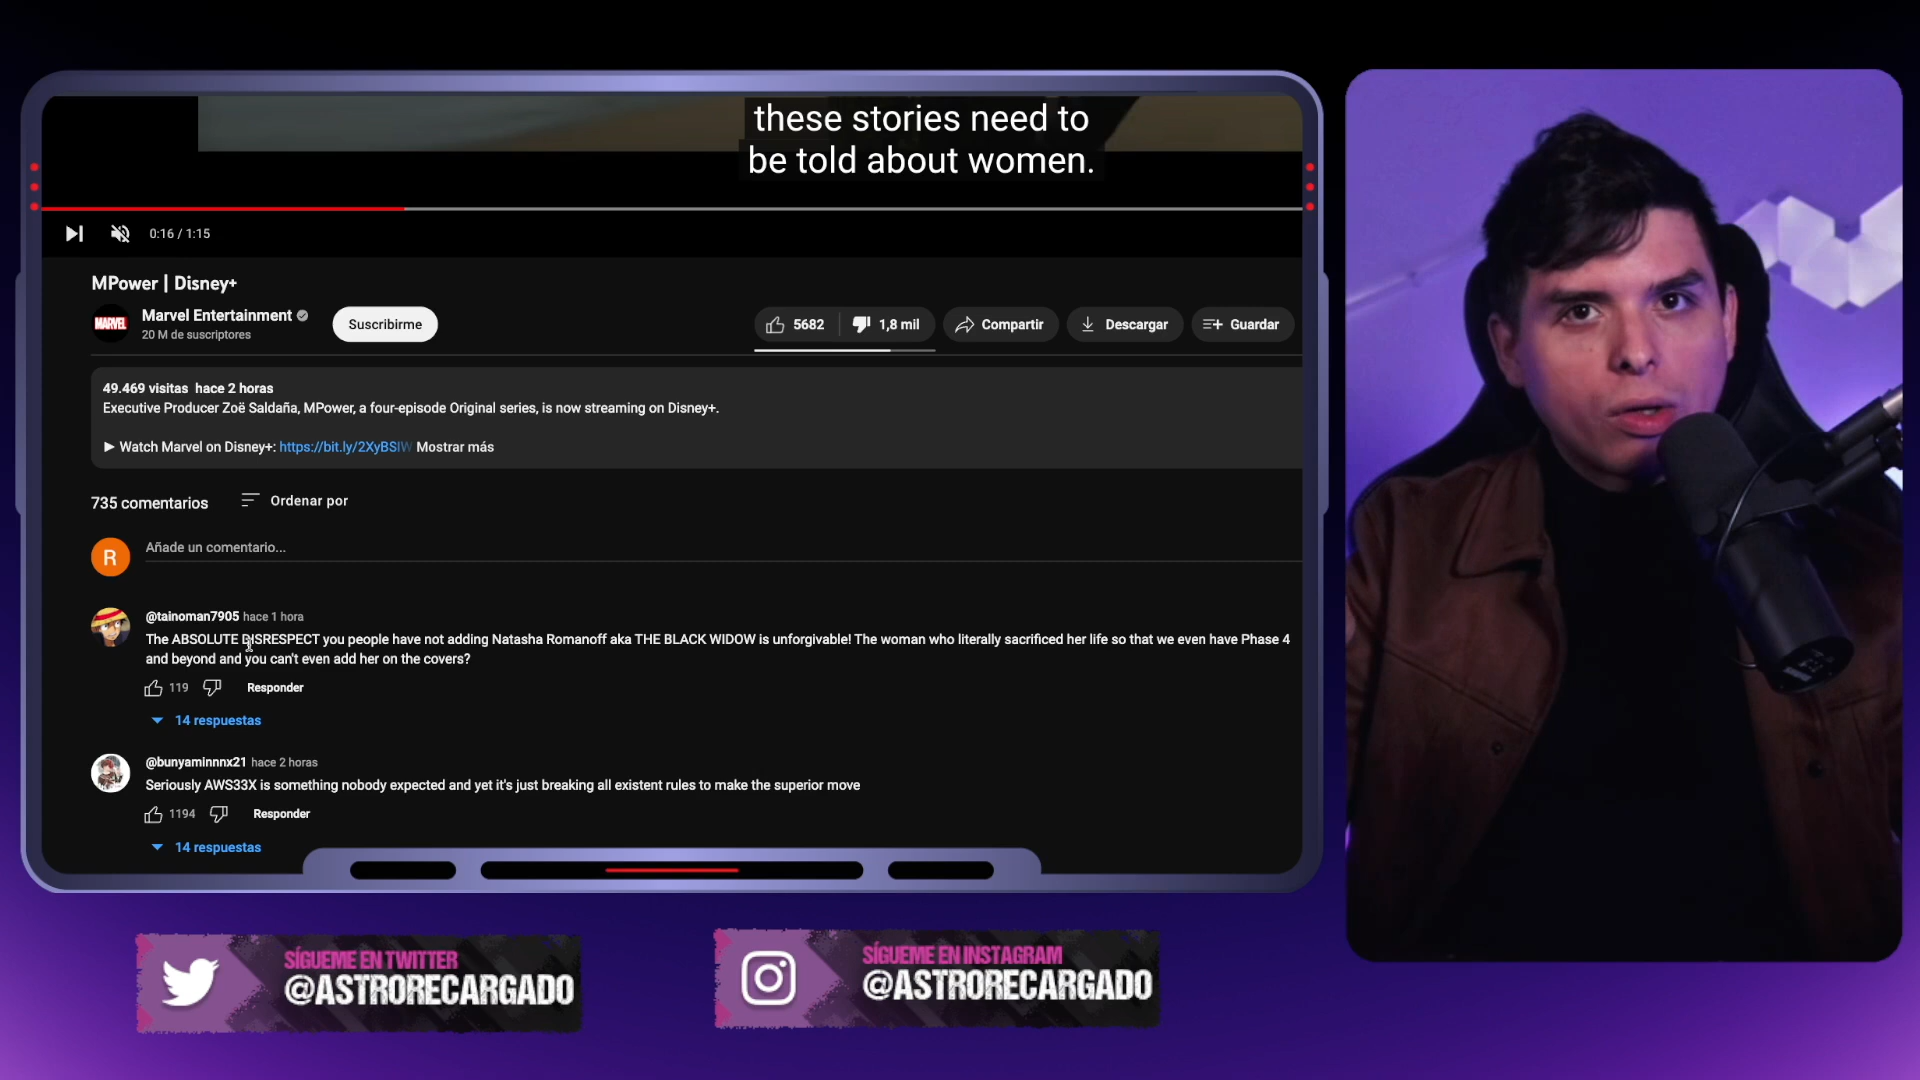 these stories need to
be told about women.
0:16 / 1:15
MPower | Disney+
MARVEL
Marvel Entertainment
20 M de suscriptores
Suscribirme
5682
1,8 mil
Compartir
Descargar
Guardar
49.469 visitas hace 2 horas
Executive Producer Zoë Saldaña, MPower, a four-episode Original series, is now streaming on Disney+.
▶ Watch Marvel on Disney+: https://bit.ly/2XyBSIW Mostrar más
735 comentarios
Ordenar por
R
Añade un comentario...
@tainoman7905 hace 1 hora
The ABSOLUTE DISRESPECT you people have not adding Natasha Romanoff aka THE BLACK WIDOW is unforgivable! The woman who literally sacrificed her life so that we even have Phase 4
and beyond and you can't even add her on the covers?
119
Responder
14 respuestas
@bunyaminnnx21 hace 2 horas
Seriously AWS33X is something nobody expected and yet it's just breaking all existent rules to make the superior move
1194
Responder
14 respuestas
SÍGUEME EN TWITTER
@ASTRORECARGADO
SÍGUEME EN INSTAGRAM
@ASTRORECARGADO